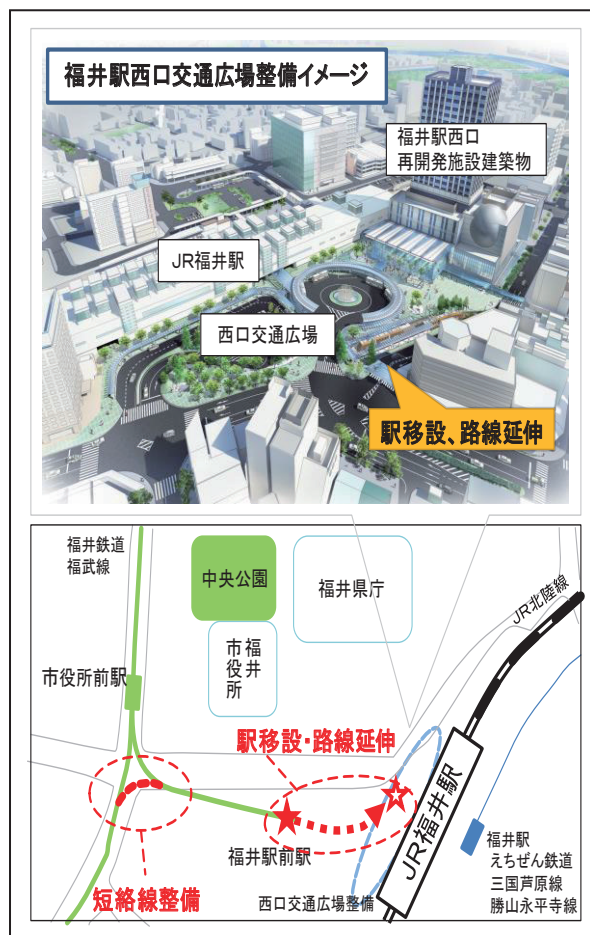 福井駅西口交通広場整備イメージ
福井駅西口
再開発施設建築物
JR福井駅
西口交通広場
駅移設、路線延伸
福井鉄道
福武線
中央公園
福井県庁
JR北陸線
福井
市役所
市役所前駅
駅移設・路線延伸
福井駅前駅
短絡線整備
西口交通広場整備
JR福井駅
福井駅
えちぜん鉄道
三国芦原線
勝山永平寺線